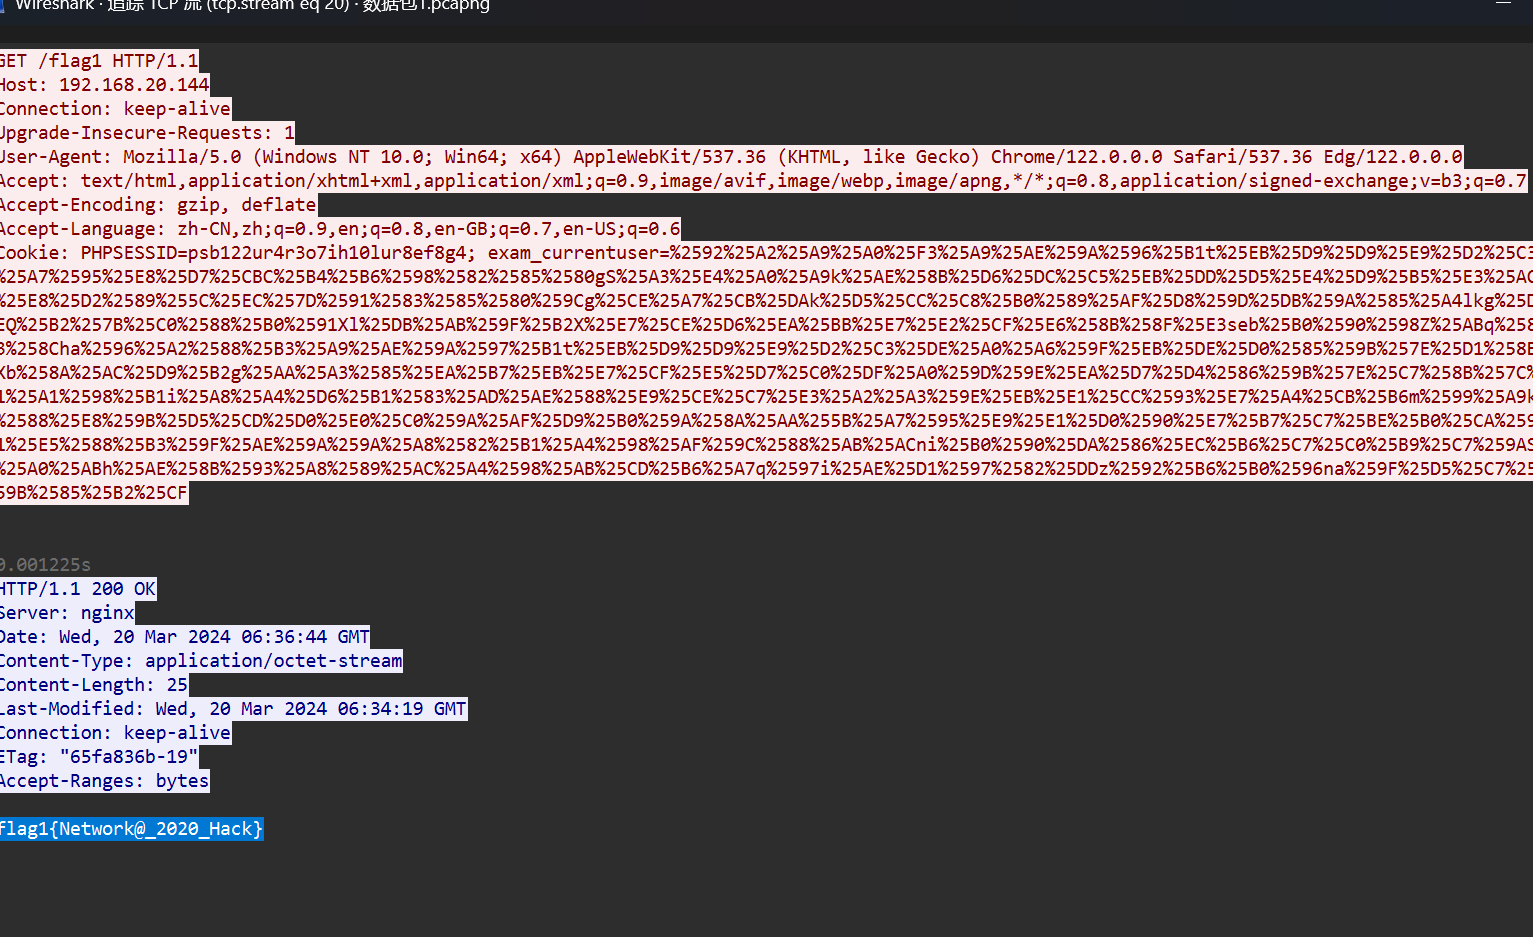 Wireshark · 追踪 TCP 流 (tcp.stream eq 20) · 数据包1.pcapng
GET /flag1 HTTP/1.1
Host: 192.168.20.144
Connection: keep-alive
Upgrade-Insecure-Requests: 1
User-Agent: Mozilla/5.0 (Windows NT 10.0; Win64; x64) AppleWebKit/537.36 (KHTML, like Gecko) Chrome/122.0.0.0 Safari/537.36 Edg/122.0.0.0
Accept: text/html,application/xhtml+xml,application/xml;q=0.9,image/avif,image/webp,image/apng,*/*;q=0.8,application/signed-exchange;v=b3;q=0.7
Accept-Encoding: gzip, deflate
Accept-Language: zh-CN,zh;q=0.9,en;q=0.8,en-GB;q=0.7,en-US;q=0.6
Cookie: PHPSESSID=psb122ur4r3o7ih10lur8ef8g4; exam_currentuser=%2592%25A2%25A9%25A0%25F3%25A9%25AE%259A%2596%25B1t%25EB%25D9%25D9%25E9%25D2%25C3
%25A7%2595%25E8%25D7%25CBC%25B4%25B6%2598%2582%2585%2580gS%25A3%25E4%25A0%25A9k%25AE%258B%25D6%25DC%25C5%25EB%25DD%25D5%25E4%25D9%25B5%25E3%25AC
%25E8%25D2%2589%255C%25EC%257D%2591%2583%2585%2580%259Cg%25CE%25A7%25CB%25DAk%25D5%25CC%25C8%25B0%2589%25AF%25D8%259D%25DB%259A%2585%25A4lkg%25D
EQ%25B2%257B%25C0%2588%25B0%2591Xl%25DB%25AB%259F%25B2X%25E7%25CE%25D6%25EA%25BB%25E7%25E2%25CF%25E6%258B%258F%25E3seb%25B0%2590%2598Z%25ABq%258
3%258Cha%2596%25A2%2588%25B3%25A9%25AE%259A%2597%25B1t%25EB%25D9%25D9%25E9%25D2%25C3%25DE%25A0%25A6%259F%25EB%25DE%25D0%2585%259B%257E%25D1%258E
Xb%258A%25AC%25D9%25B2g%25AA%25A3%2585%25EA%25B7%25EB%25E7%25CF%25E5%25D7%25C0%25DF%25A0%259D%259E%25EA%25D7%25D4%2586%259B%257E%25C7%258B%257C%
1%25A1%2598%25B1i%25A8%25A4%25D6%25B1%2583%25AD%25AE%2588%25E9%25CE%25C7%25E3%25A2%25A3%259E%25EB%25E1%25CC%2593%25E7%25A4%25CB%25B6m%2599%25A9k
%2588%25E8%259B%25D5%25CD%25D0%25E0%25C0%259A%25AF%25D9%25B0%259A%258A%25AA%255B%25A7%2595%25E9%25E1%25D0%2590%25E7%25B7%25C7%25BE%25B0%25CA%259
1%25E5%2588%25B3%259F%25AE%259A%259A%25A8%2582%25B1%25A4%2598%25AF%259C%2588%25AB%25ACni%25B0%2590%25DA%2586%25EC%25B6%25C7%25C0%25B9%25C7%259AS
%25A0%25ABh%25AE%258B%2593%25A8%2589%25AC%25A4%2598%25AB%25CD%25B6%25A7q%2597i%25AE%25D1%2597%2582%25DDz%2592%25B6%25B0%2596na%259F%25D5%25C7%25
59B%2585%25B2%25CF
0.001225s
HTTP/1.1 200 OK
Server: nginx
Date: Wed, 20 Mar 2024 06:36:44 GMT
Content-Type: application/octet-stream
Content-Length: 25
Last-Modified: Wed, 20 Mar 2024 06:34:19 GMT
Connection: keep-alive
ETag: "65fa836b-19"
Accept-Ranges: bytes
flag1{Network@_2020_Hack}